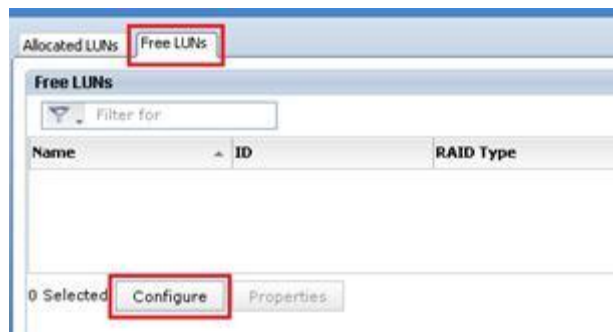 Allocated LUNs Free LUNs
Free LUNs
Filter for
Name ID RAID Type
0 Selected Configure Properties